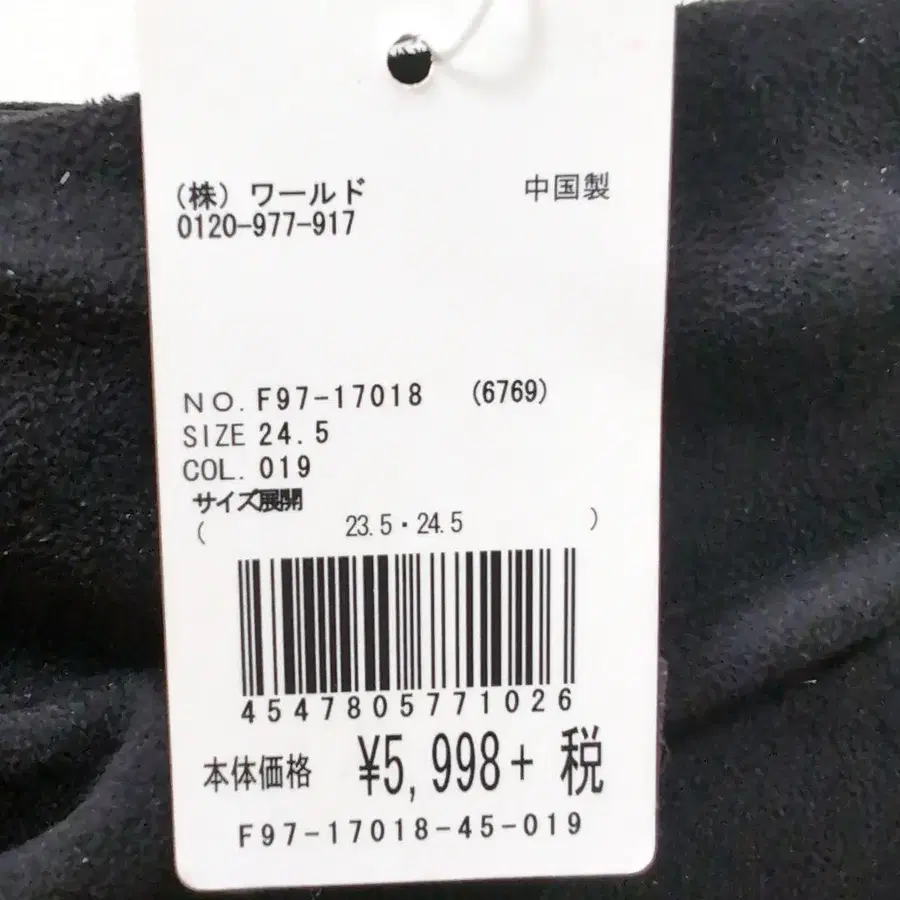 (株) ワールド 中国製
0120-977-917
NO. F97-17018 (6769)
SIZE 24.5
COL. 019
サイズ展開
( 23.5・24.5 )
4547805771026
本体価格 ¥5,998+ 税
F97-17018-45-019